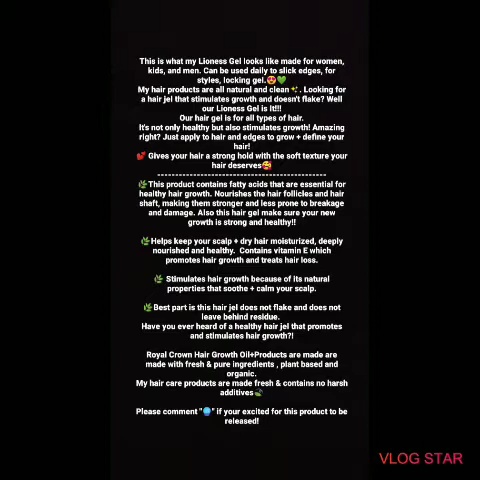 This is what my Lioness Gel looks like made for women,
kids, and men. Can be used daily to slick edges, for
styles, locking gel.😍💚
My hair products are all natural and clean✨. Looking for
a hair jel that stimulates growth and doesn't flake? Well
our Lioness Gel is It!!!
Our hair gel is for all types of hair.
It's not only healthy but also stimulates growth! Amazing
right? Just apply to hair and edges to grow + define your
hair!
💕 Gives your hair a strong hold with the soft texture your
hair deserves🥰
-----------------------------------------------
🌿This product contains fatty acids that are essential for
healthy hair growth. Nourishes the hair follicles and hair
shaft, making them stronger and less prone to breakage
and damage. Also this hair gel make sure your new
growth is strong and healthy!!
🌿Helps keep your scalp + dry hair moisturized, deeply
nourished and healthy.  Contains vitamin E which
promotes hair growth and treats hair loss.
🌿 Stimulates hair growth because of its natural
properties that soothe + calm your scalp.
🌿Best part is this hair jel does not flake and does not
leave behind residue.
Have you ever heard of a healthy hair jel that promotes
and stimulates hair growth?!
Royal Crown Hair Growth Oil+Products are made are
made with fresh & pure ingredients , plant based and
organic.
My hair care products are made fresh & contains no harsh
additives🍃
Please comment "🔮" if your excited for this product to be
released!
VLOG STAR